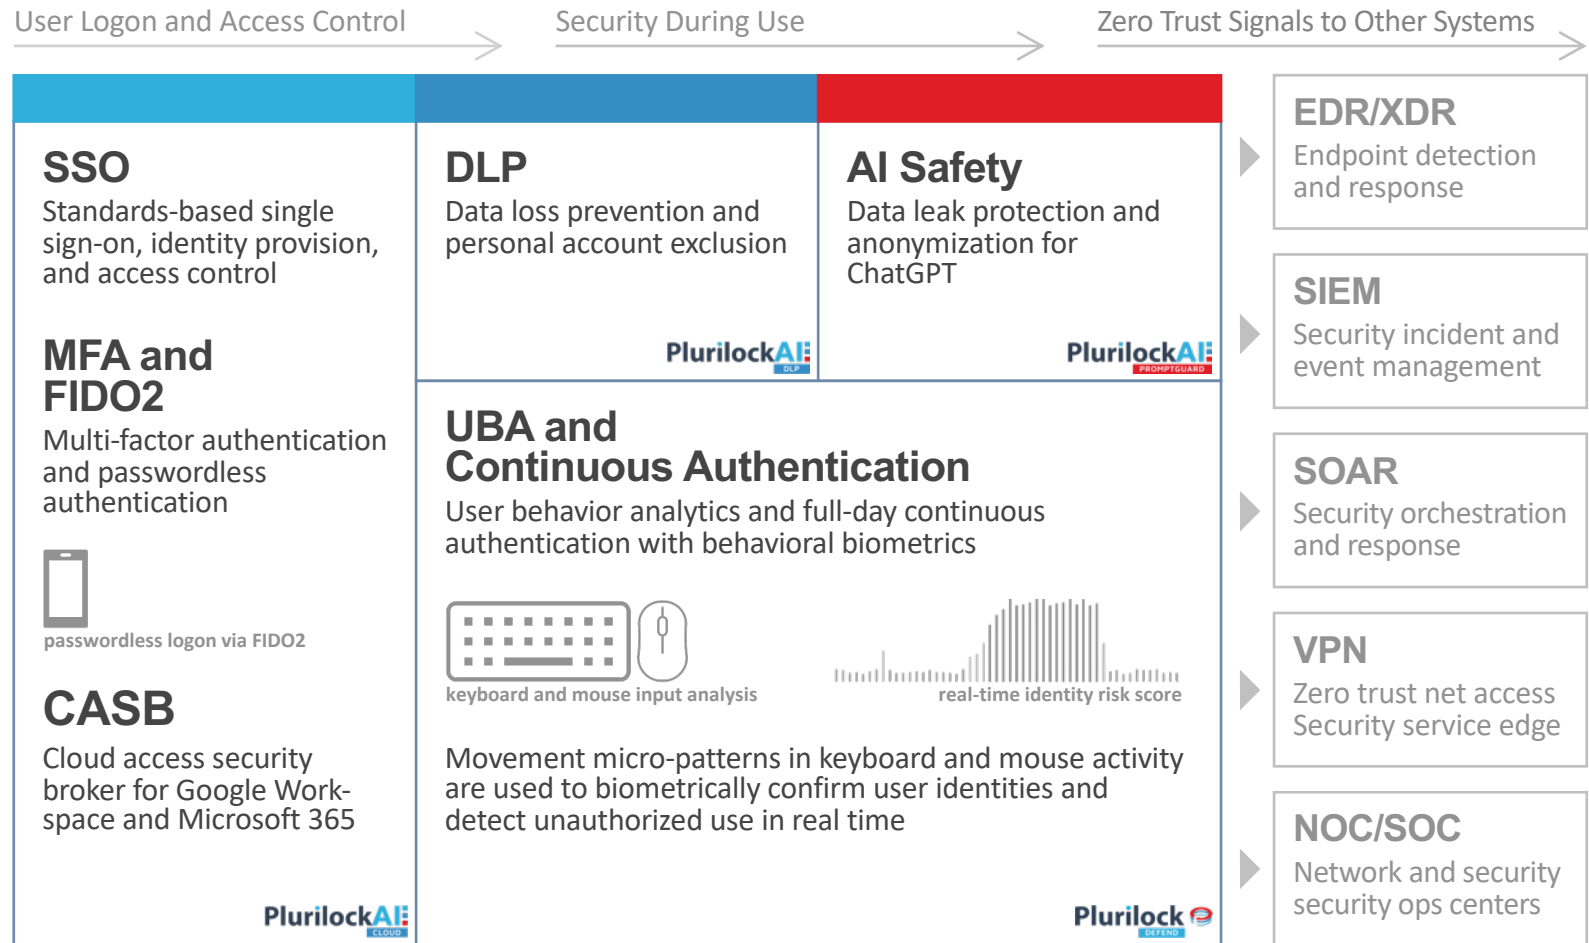 User Logon and Access Control
Security During Use
Zero Trust Signals to Other Systems
SSO
Standards-based single
sign-on, identity provision,
and access control
MFA and
FIDO2
Multi-factor authentication
and passwordless
authentication
passwordless logon via FIDO2
CASB
Cloud access security
broker for Google Work-
space and Microsoft 365
PlurilockAI
CLOUD
DLP
Data loss prevention and
personal account exclusion
PlurilockAI
DLP
AI Safety
Data leak protection and
anonymization for
ChatGPT
PlurilockAI
PROMPTGUARD
UBA and
Continuous Authentication
User behavior analytics and full-day continuous
authentication with behavioral biometrics
keyboard and mouse input analysis
real-time identity risk score
Movement micro-patterns in keyboard and mouse activity
are used to biometrically confirm user identities and
detect unauthorized use in real time
Plurilock
DEFEND
EDR/XDR
Endpoint detection
and response
SIEM
Security incident and
event management
SOAR
Security orchestration
and response
VPN
Zero trust net access
Security service edge
NOC/SOC
Network and security
security ops centers